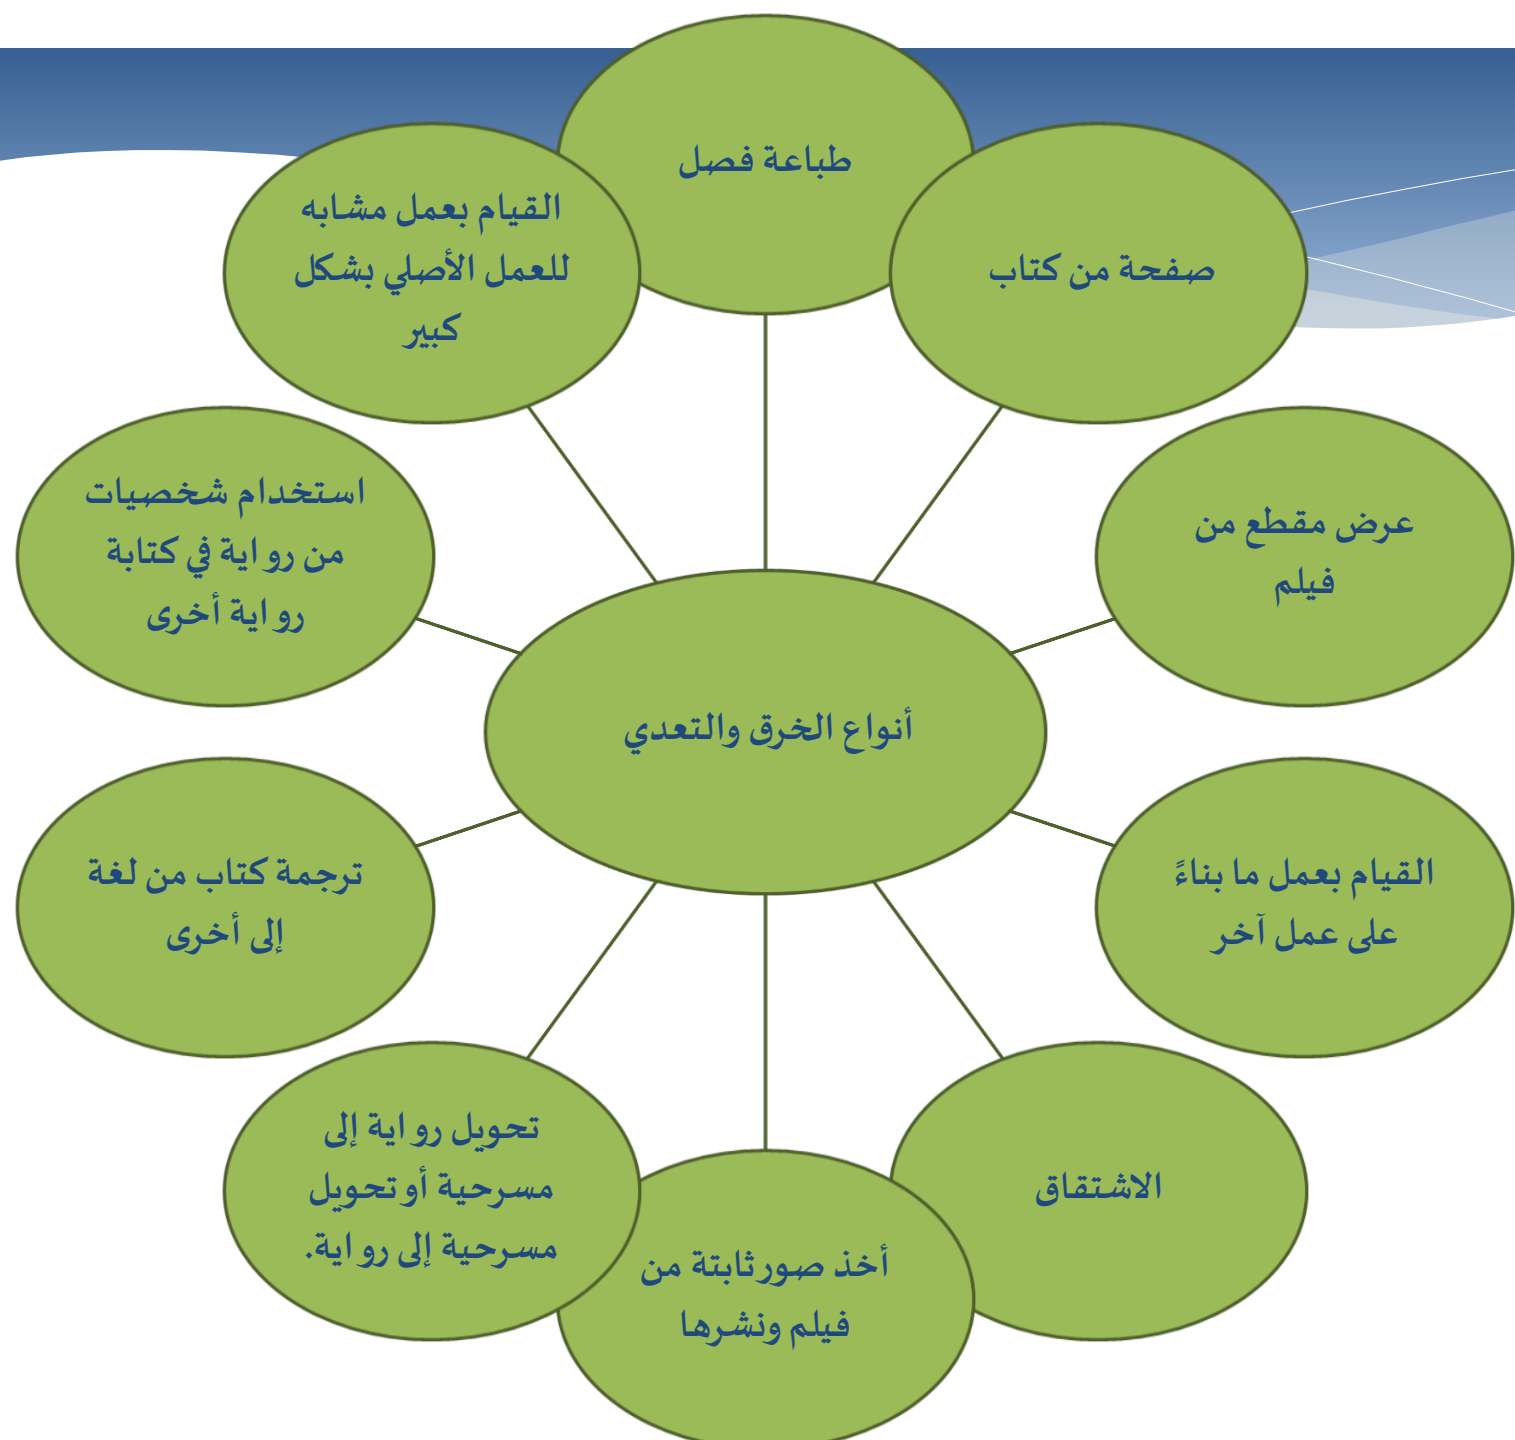 طباعة فصل
صفحة من كتاب
عرض مقطع من
فيلم
القيام بعمل ما بناءً
على عمل آخر
الاشتقاق
أخذ صور ثابتة من
فيلم ونشرها
تحويل رواية إلى
مسرحية أو تحويل
مسرحية إلى رواية.
ترجمة كتاب من لغة
إلى أخرى
استخدام شخصيات
من رواية في كتابة
رواية أخرى
القيام بعمل مشابه
للعمل الأصلي بشكل
كبير
أنواع الخرق والتعدي